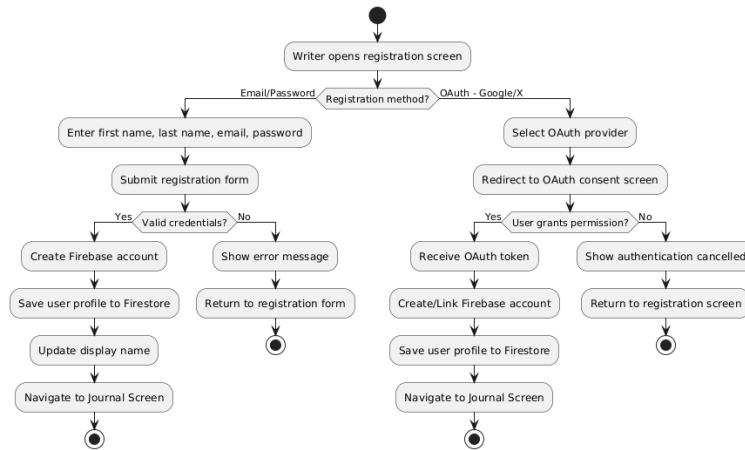 Writer opens registration screen
Registration method?
Email/Password
OAuth - Google/X
Enter first name, last name, email, password
Submit registration form
Valid credentials?
Yes
No
Create Firebase account
Save user profile to Firestore
Update display name
Navigate to Journal Screen
Show error message
Return to registration form
Select OAuth provider
Redirect to OAuth consent screen
User grants permission?
Yes
No
Receive OAuth token
Create/Link Firebase account
Save user profile to Firestore
Navigate to Journal Screen
Show authentication cancelled
Return to registration screen